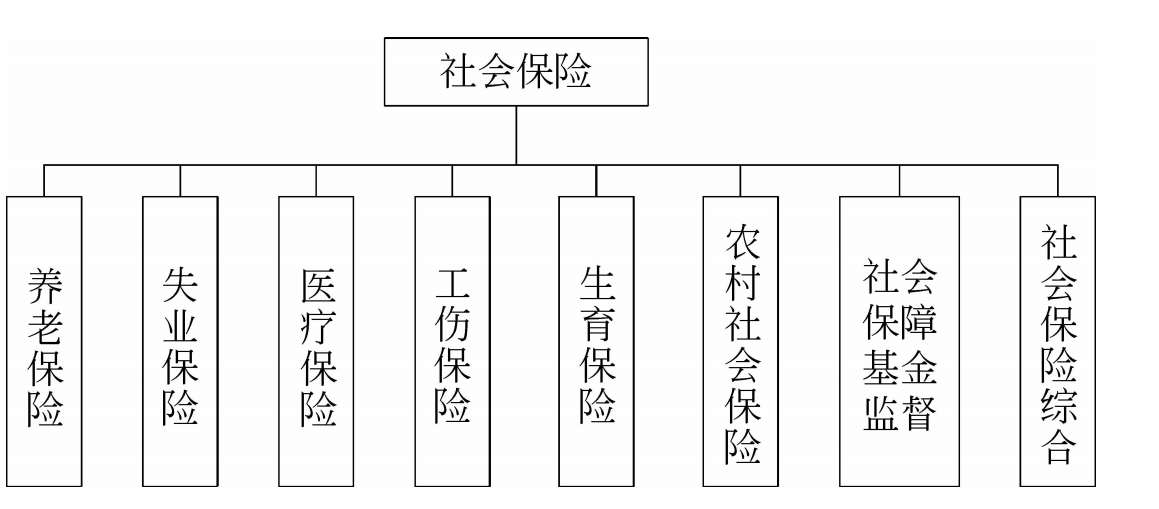 社会保险
养老保险
失业保险
医疗保险
工伤保险
生育保险
农村社会保险
社会
保障
基金
监督
社会保险综合